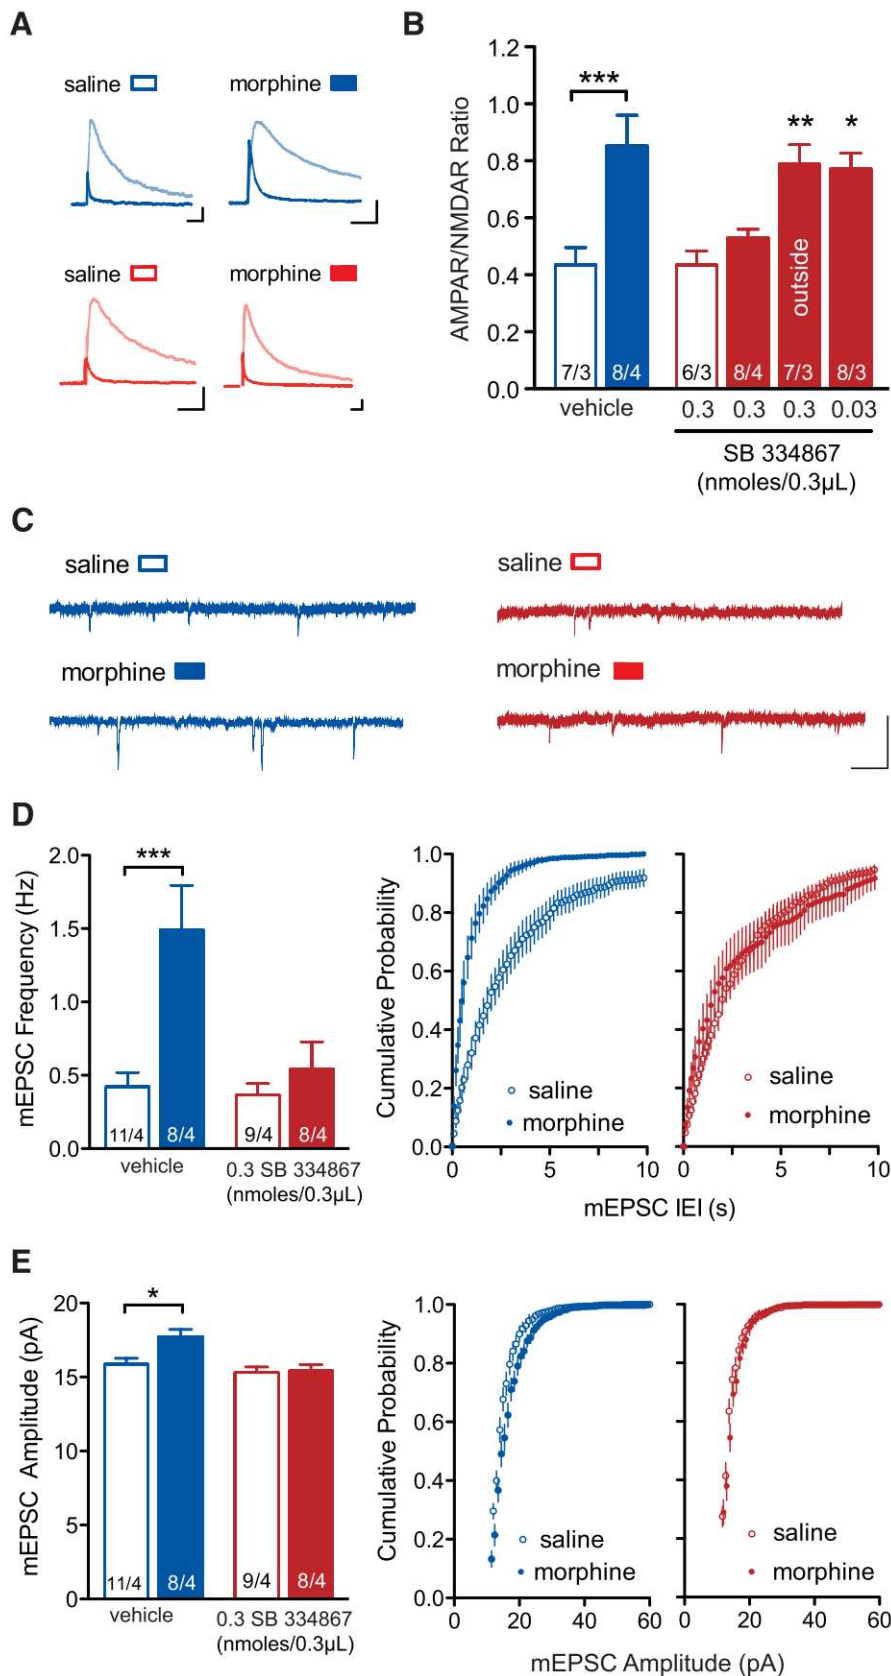 A
saline
morphine
saline
morphine
B
AMPAR/NMDAR Ratio
1.2
1.0
0.8
0.6
0.4
0.2
0.0
***
**
*
outside
7/3
8/4
6/3
8/4
7/3
8/3
vehicle
0.3
0.3
0.3
0.03
SB 334867
(nmoles/0.3µL)
C
saline
saline
morphine
morphine
D
mEPSC Frequency (Hz)
2.0
1.5
1.0
0.5
0.0
***
11/4
8/4
9/4
8/4
vehicle
0.3 SB 334867
(nmoles/0.3µL)
Cumulative Probability
1.0
0.8
0.6
0.4
0.2
0.0
saline
morphine
0
5
10
saline
morphine
0
5
10
mEPSC IEI (s)
E
mEPSC Amplitude (pA)
20
15
10
5
0
*
11/4
8/4
9/4
8/4
vehicle
0.3 SB 334867
(nmoles/0.3µL)
Cumulative Probability
1.0
0.8
0.6
0.4
0.2
0.0
saline
morphine
0
20
40
60
saline
morphine
0
20
40
60
mEPSC Amplitude (pA)